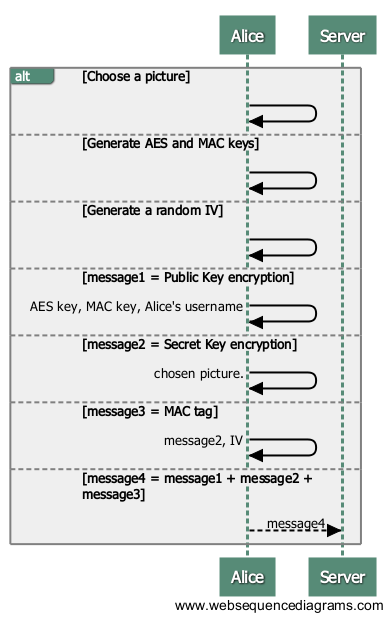 Alice Server
alt [Choose a picture]
[Generate AES and MAC keys]
[Generate a random IV]
[message1 = Public Key encryption]
AES key, MAC key, Alice's username
[message2 = Secret Key encryption]
chosen picture.
[message3 = MAC tag]
message2, IV
[message4 = message1 + message2 +
message3]
message4
Alice Server
www.websequencediagrams.com